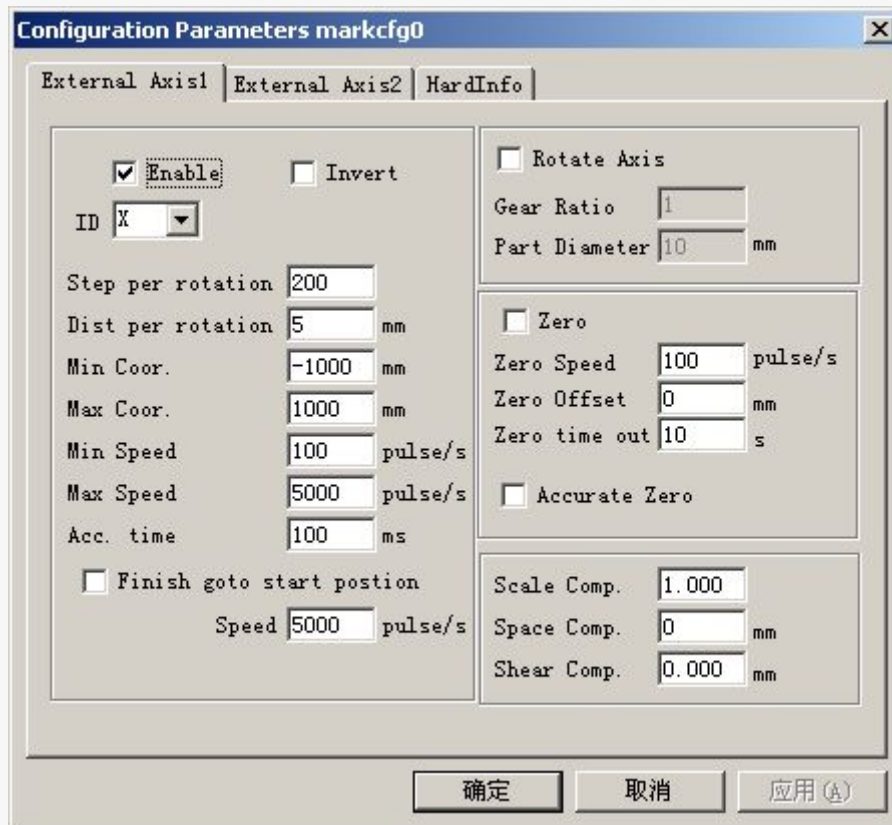 Configuration Parameters markcfg0
External Axis1 External Axis2 HardInfo
Enable Invert
ID X
Step per rotation 200
Dist per rotation 5 mm
Min Coor. -1000 mm
Max Coor. 1000 mm
Min Speed 100 pulse/s
Max Speed 5000 pulse/s
Acc. time 100 ms
Finish goto start postion
Speed 5000 pulse/s
Rotate Axis
Gear Ratio 1
Part Diameter 10 mm
Zero
Zero Speed 100 pulse/s
Zero Offset 0 mm
Zero time out 10 s
Accurate Zero
Scale Comp. 1.000
Space Comp. 0 mm
Shear Comp. 0.000 mm
确定 取消 应用(A)